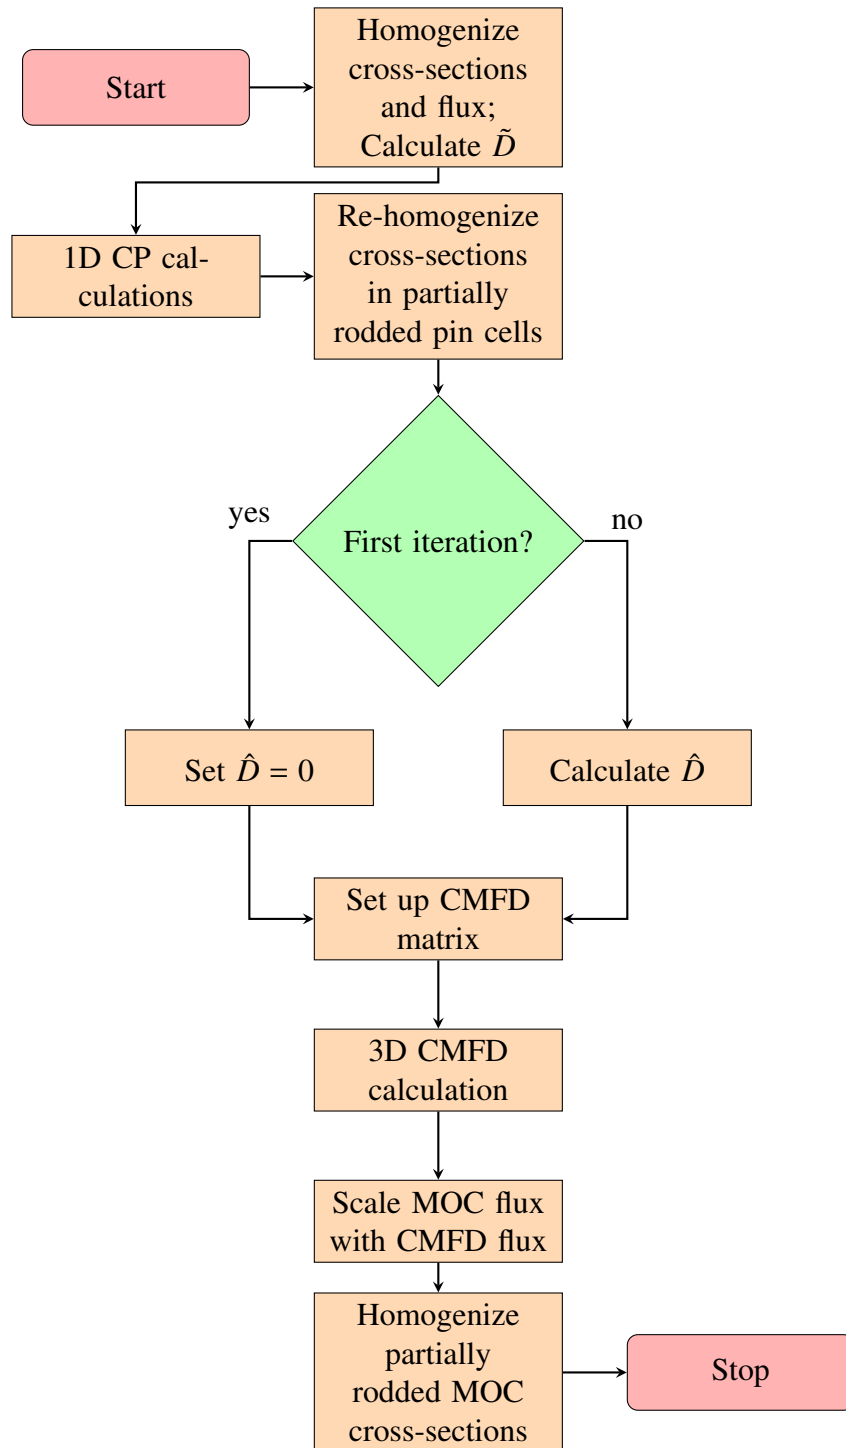 Start
Homogenize
cross-sections
and flux;
Calculate D̃
1D CP cal-
culations
Re-homogenize
cross-sections
in partially
rodded pin cells
First iteration?
yes
no
Set D̂ = 0
Calculate D̂
Set up CMFD
matrix
3D CMFD
calculation
Scale MOC flux
with CMFD flux
Homogenize
partially
rodded MOC
cross-sections
Stop